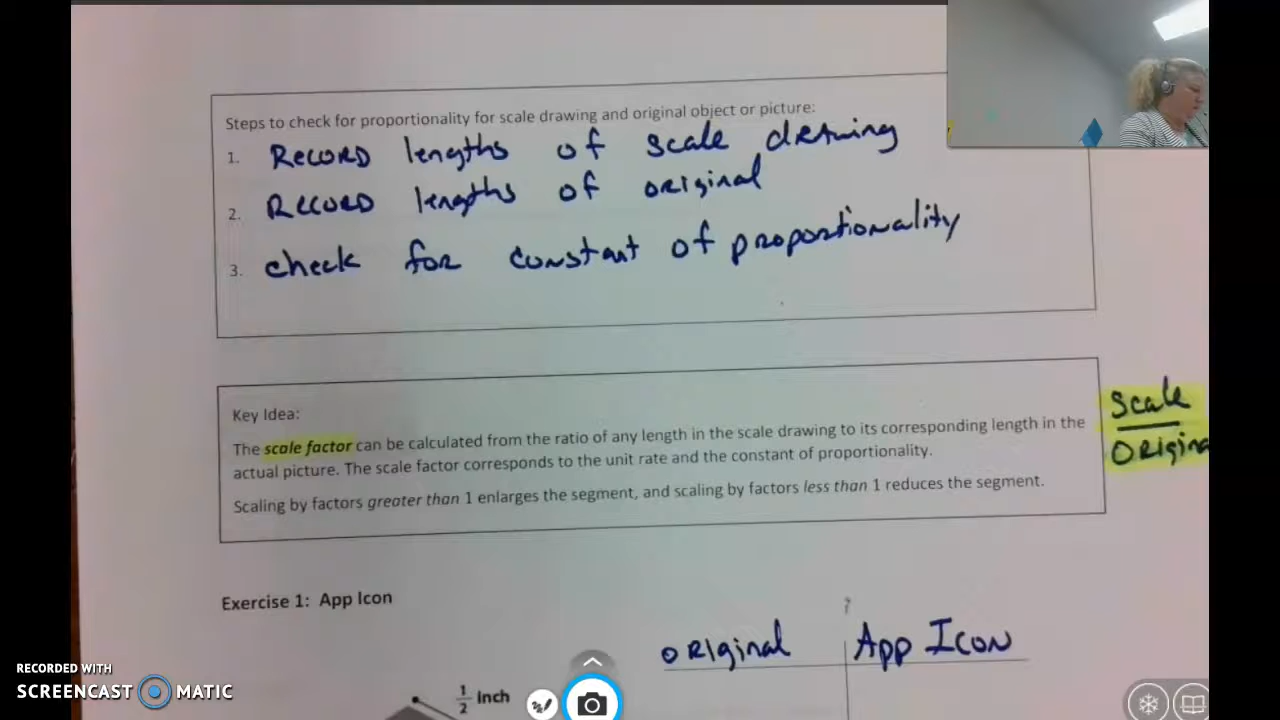 Steps to check for proportionality for scale drawing and original object or picture:
1. Record lengths of scale drawing
2. Record lengths of original
3. check for constant of proportionality
Key Idea:
The scale factor can be calculated from the ratio of any length in the scale drawing to its corresponding length in the
actual picture. The scale factor corresponds to the unit rate and the constant of proportionality.
Scaling by factors greater than 1 enlarges the segment, and scaling by factors less than 1 reduces the segment.
Scale
Origina
Exercise 1: App Icon
original App Icon
1/2 Inch
RECORDED WITH
SCREENCAST MATIC